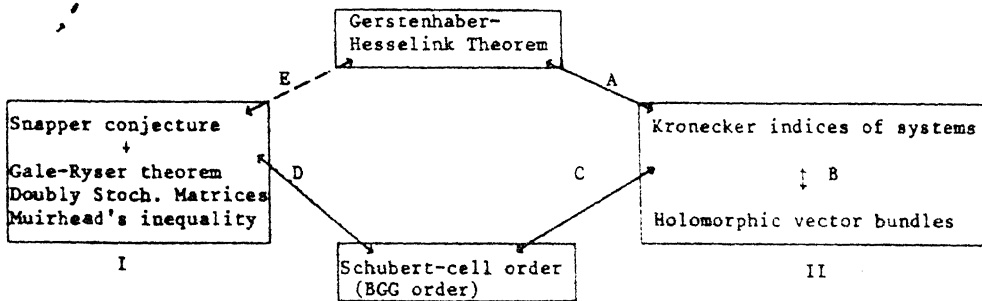 Gerstenhaber-
Hesselink Theorem
E
A
Snapper conjecture
Gale-Ryser theorem
Doubly Stoch. Matrices
Muirhead's inequality
I
D
C
Kronecker indices of systems
B
Holomorphic vector bundles
II
Schubert-cell order
(BGG order)